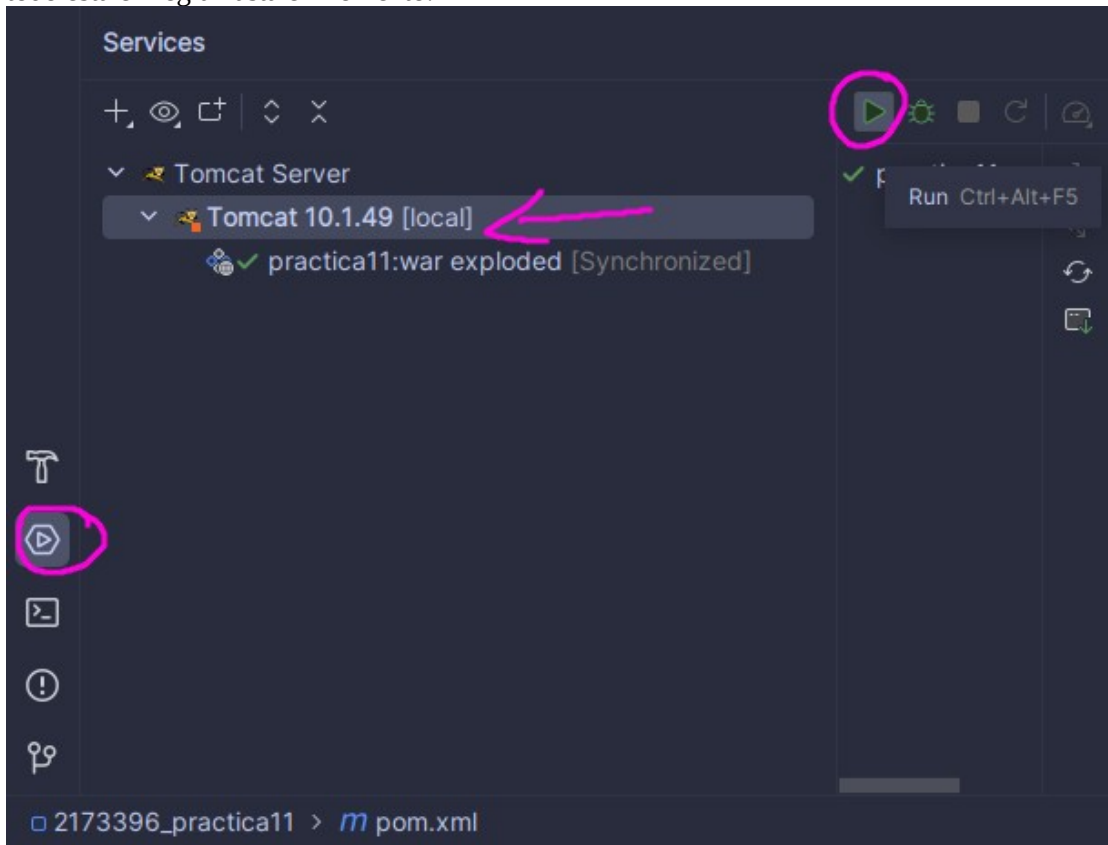 Services
Tomcat Server
Tomcat 10.1.49 [local]
Run Ctrl+Alt+F5
practica11:war exploded [Synchronized]
2173396_practica11 > m pom.xml